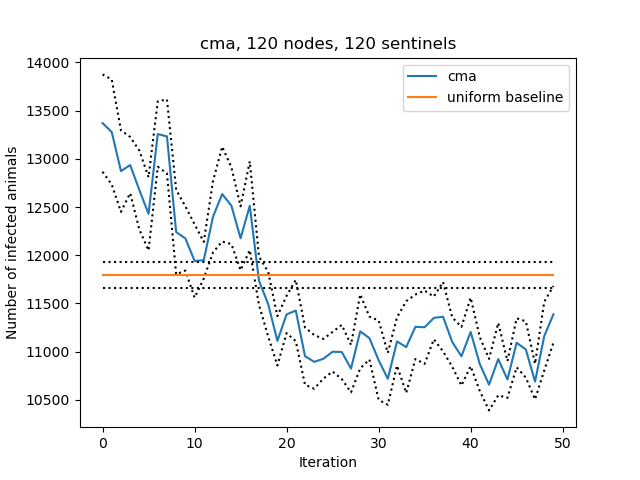 cma, 120 nodes, 120 sentinels
cma
uniform baseline
Number of infected animals
14000
13500
13000
12500
12000
11500
11000
10500
0 10 20 30 40 50
Iteration